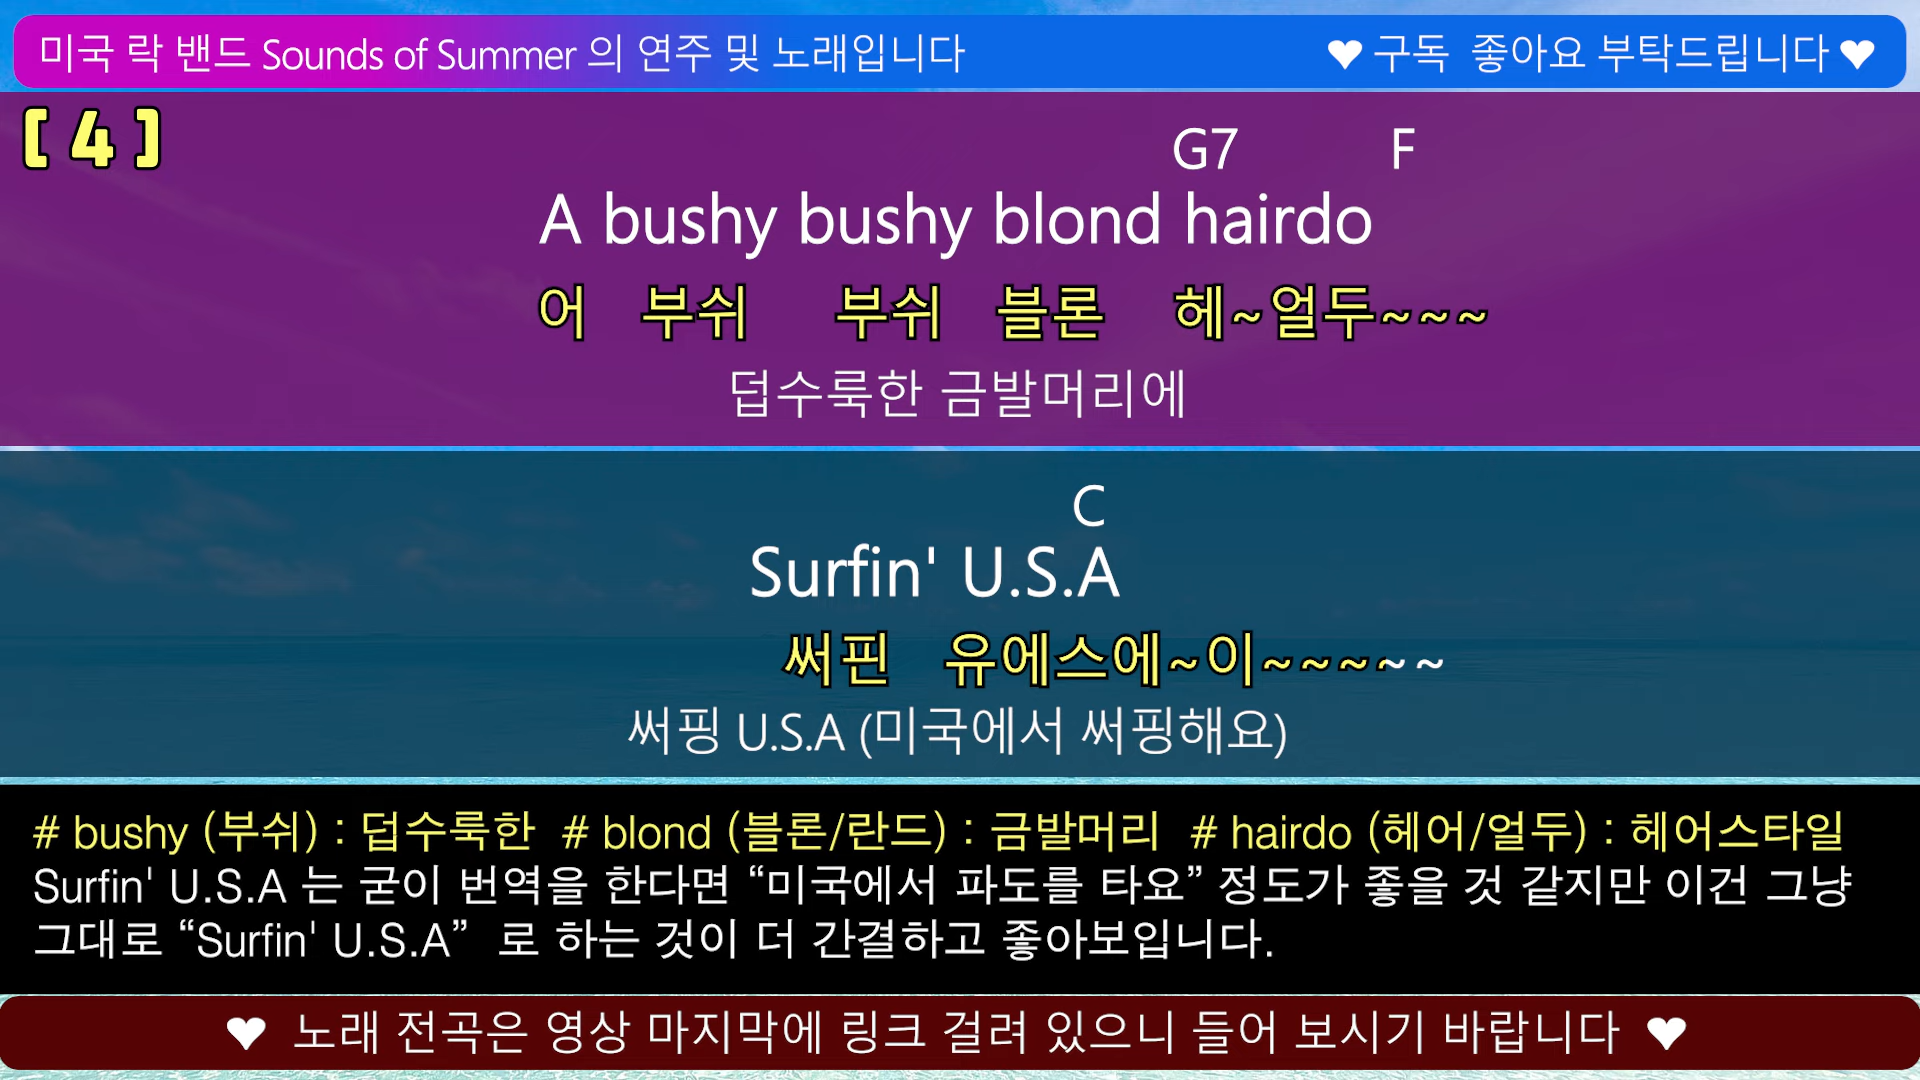 미국 락 밴드 Sounds of Summer 의 연주 및 노래입니다
♥ 구독 좋아요 부탁드립니다 ♥
[ 4 ]
G7 F
A bushy bushy blond hairdo
어 부쉬 부쉬 블론 헤~얼두~~~
덥수룩한 금발머리에
C
Surfin' U.S.A
써핀 유에스에~이~~~~~
써핑 U.S.A (미국에서 써핑해요)
# bushy (부쉬) : 덥수룩한 # blond (블론/란드) : 금발머리 # hairdo (헤어/얼두) : 헤어스타일
Surfin' U.S.A 는 굳이 번역을 한다면 “미국에서 파도를 타요” 정도가 좋을 것 같지만 이건 그냥
그대로 “Surfin' U.S.A” 로 하는 것이 더 간결하고 좋아보입니다.
♥ 노래 전곡은 영상 마지막에 링크 걸려 있으니 들어 보시기 바랍니다 ♥